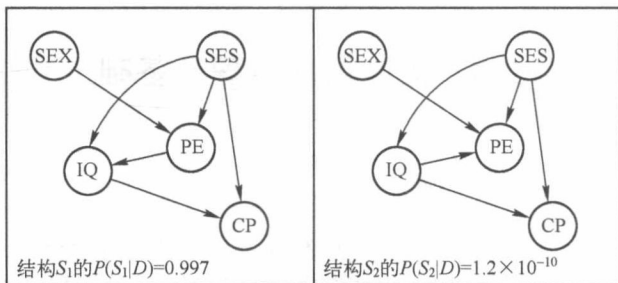 SEX
SES
PE
IQ
CP
结构S₁的P(S₁|D)=0.997
SEX
SES
PE
IQ
CP
结构S₂的P(S₂|D)=1.2×10⁻¹⁰